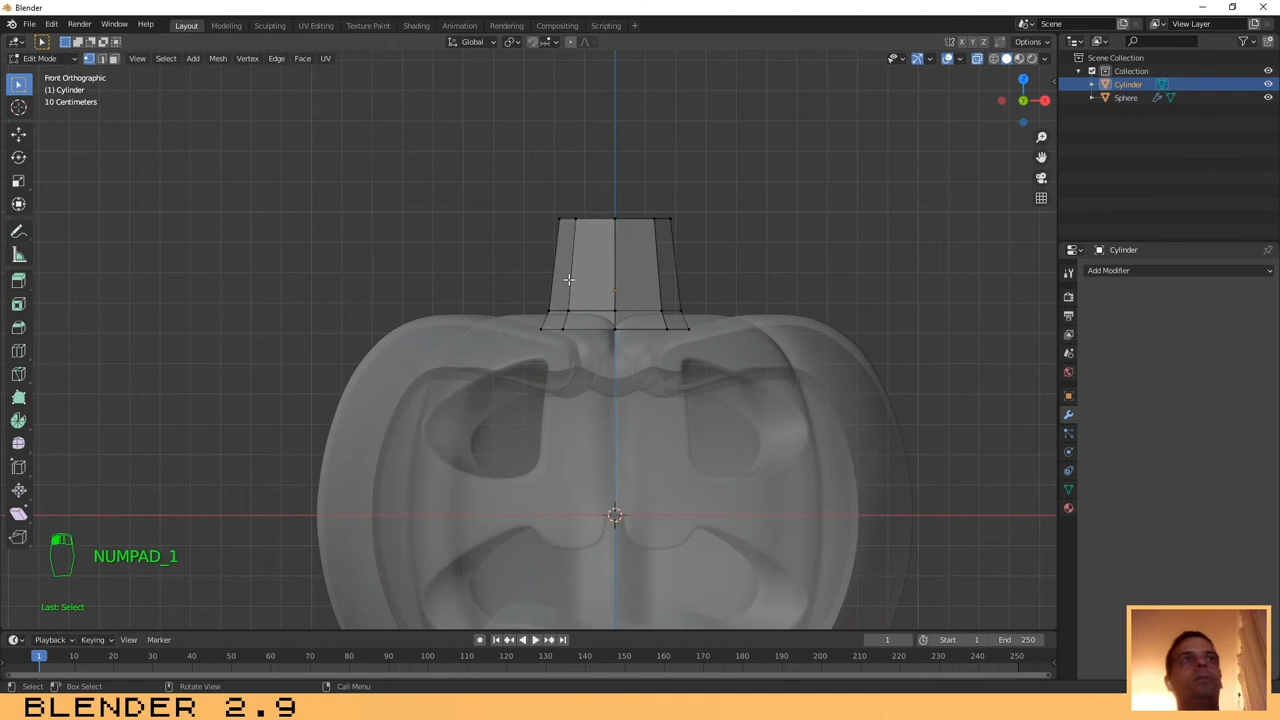 Blender
File Edit Render Window Help Layout Modeling Sculpting UV Editing Texture Paint Shading Animation Rendering Compositing Scripting + Scene View Layer
Global X Y Z Options
Edit Mode View Select Add Mesh Vertex Edge Face UV
Front Orthographic
(1) Cylinder
10 Centimeters
Z
Y
X
Scene Collection
Collection
Cylinder
Sphere
Cylinder
Add Modifier
NUMPAD_1
Last: Select
Playback Keying View Marker 1 Start 1 End 250
1 10 20 30 40 50 60 70 80 90 100 110 120 130 140 150 160 170 180 190 200 210 220 230 240 250
Select Box Select Rotate View Call Menu
BLENDER 2.9